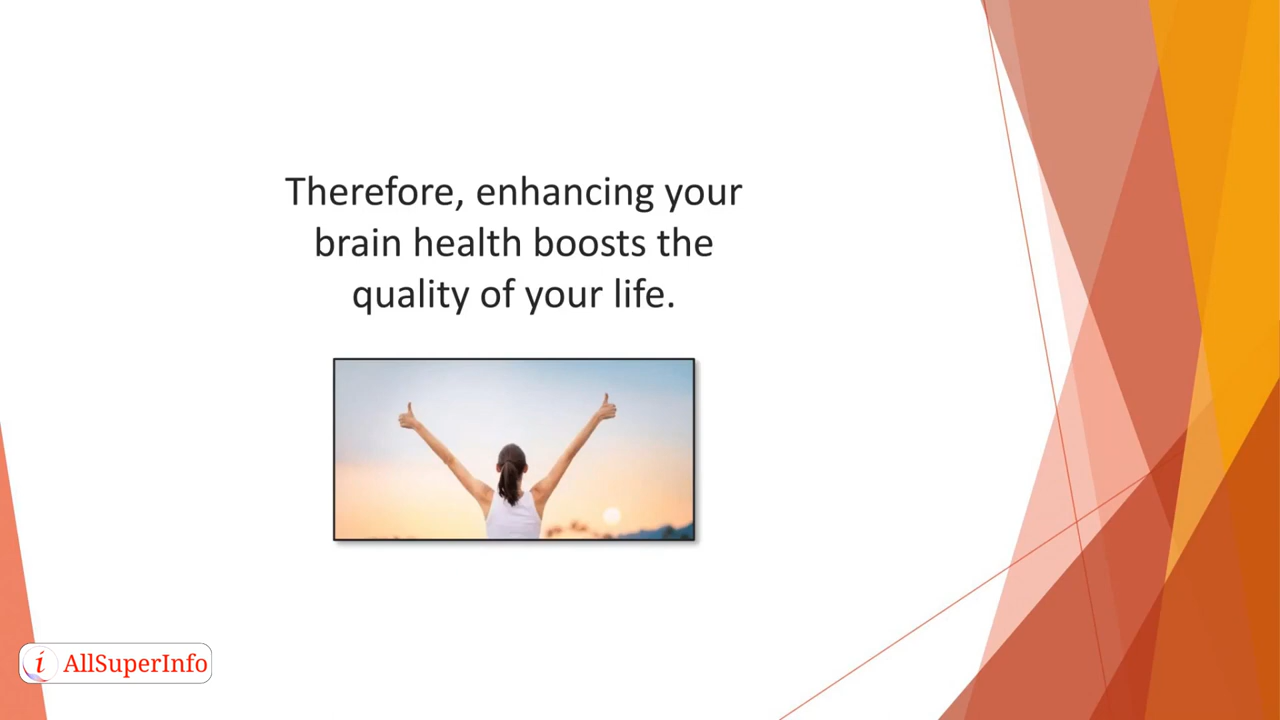 Therefore, enhancing your
brain health boosts the
quality of your life.
i AllSuperInfo